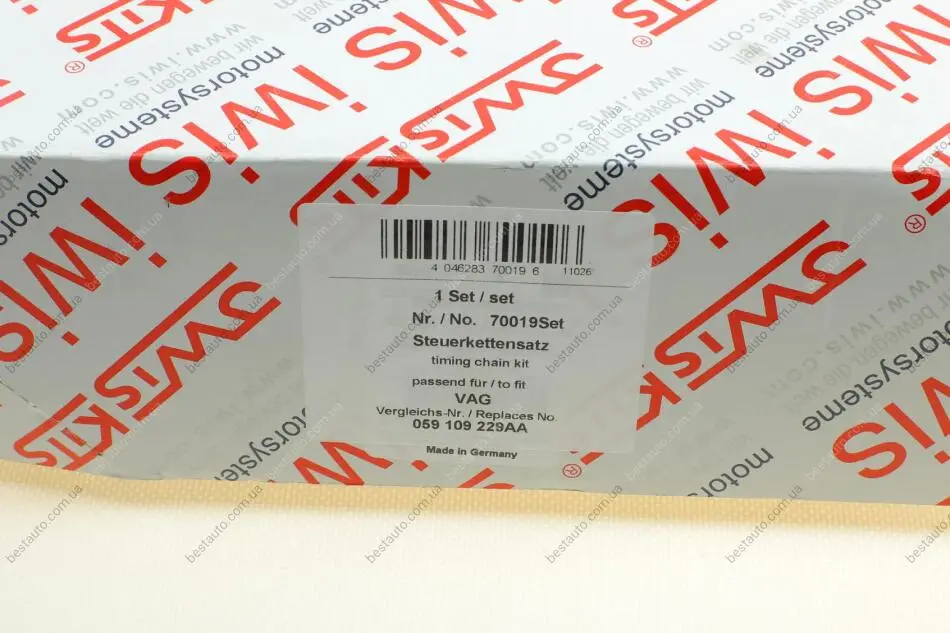 SWiSKiTS
®
iwis
motorsysteme
wir bewegen die welt
www.iwis.com
4 046283 70019 6 11026
1 Set / set
Nr. / No. 70019Set
Steuerkettensatz
timing chain kit
passend für / to fit
VAG
Vergleichs-Nr. / Replaces No.
059 109 229AA
Made in Germany
bestauto.com.ua